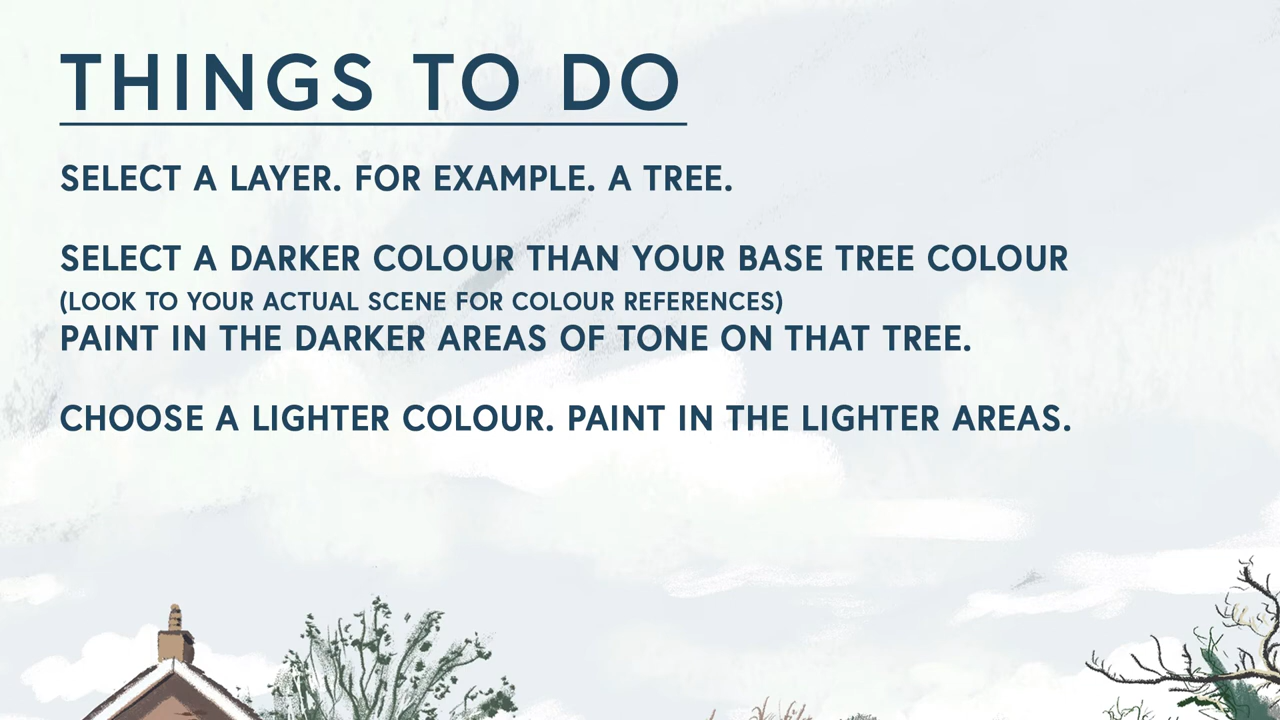 THINGS TO DO
SELECT A LAYER. FOR EXAMPLE. A TREE.
SELECT A DARKER COLOUR THAN YOUR BASE TREE COLOUR
(LOOK TO YOUR ACTUAL SCENE FOR COLOUR REFERENCES)
PAINT IN THE DARKER AREAS OF TONE ON THAT TREE.
CHOOSE A LIGHTER COLOUR. PAINT IN THE LIGHTER AREAS.